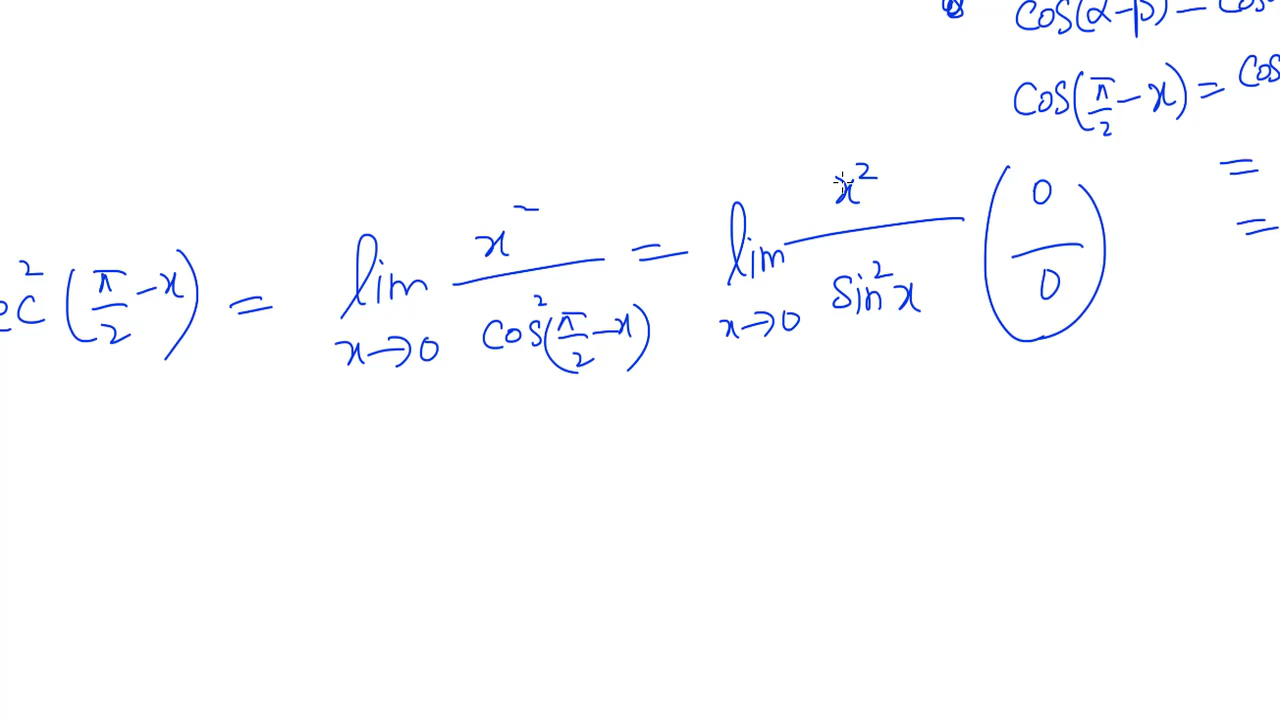 cos(α-β) = cos
cos(π/2 - x) = cos
=
=
ec²(π/2 - x) = lim x→0 x²/cos²(π/2 - x) = lim x→0 x²/sin²x (0/0)